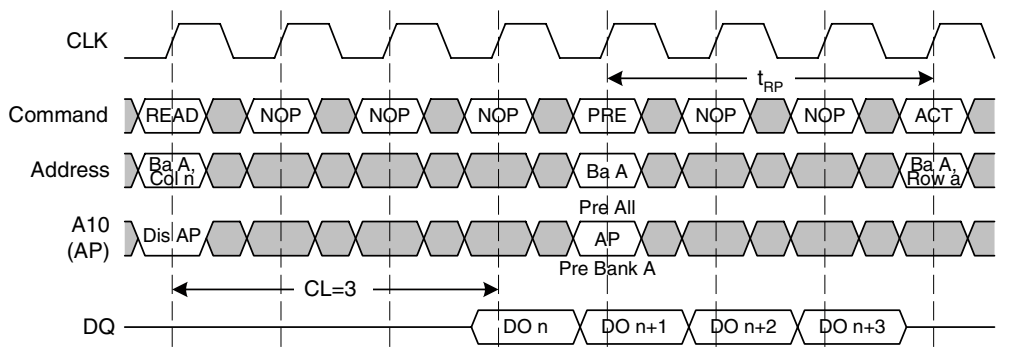 CLK
tRP
Command READ NOP NOP NOP PRE NOP NOP ACT
Address Ba A, Col n Ba A Ba A, Row a
Pre All
A10 (AP) Dis AP AP
Pre Bank A
CL=3
DQ DO n DO n+1 DO n+2 DO n+3